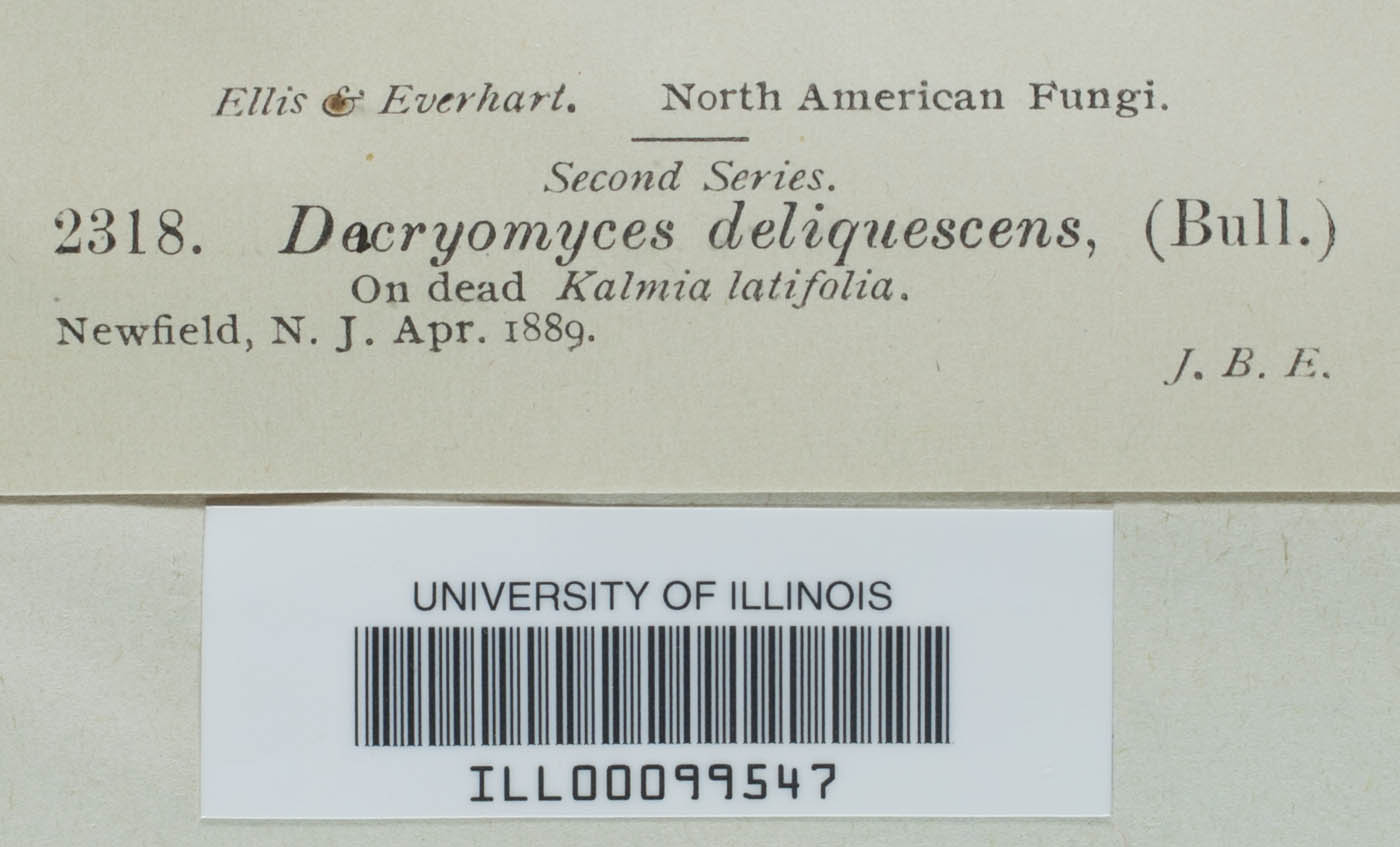 Ellis & Everhart. North American Fungi.
Second Series.
2318. Dacryomyces deliquescens, (Bull.)
On dead Kalmia latifolia.
Newfield, N. J. Apr. 1889.
J. B. E.
UNIVERSITY OF ILLINOIS
ILL00099547